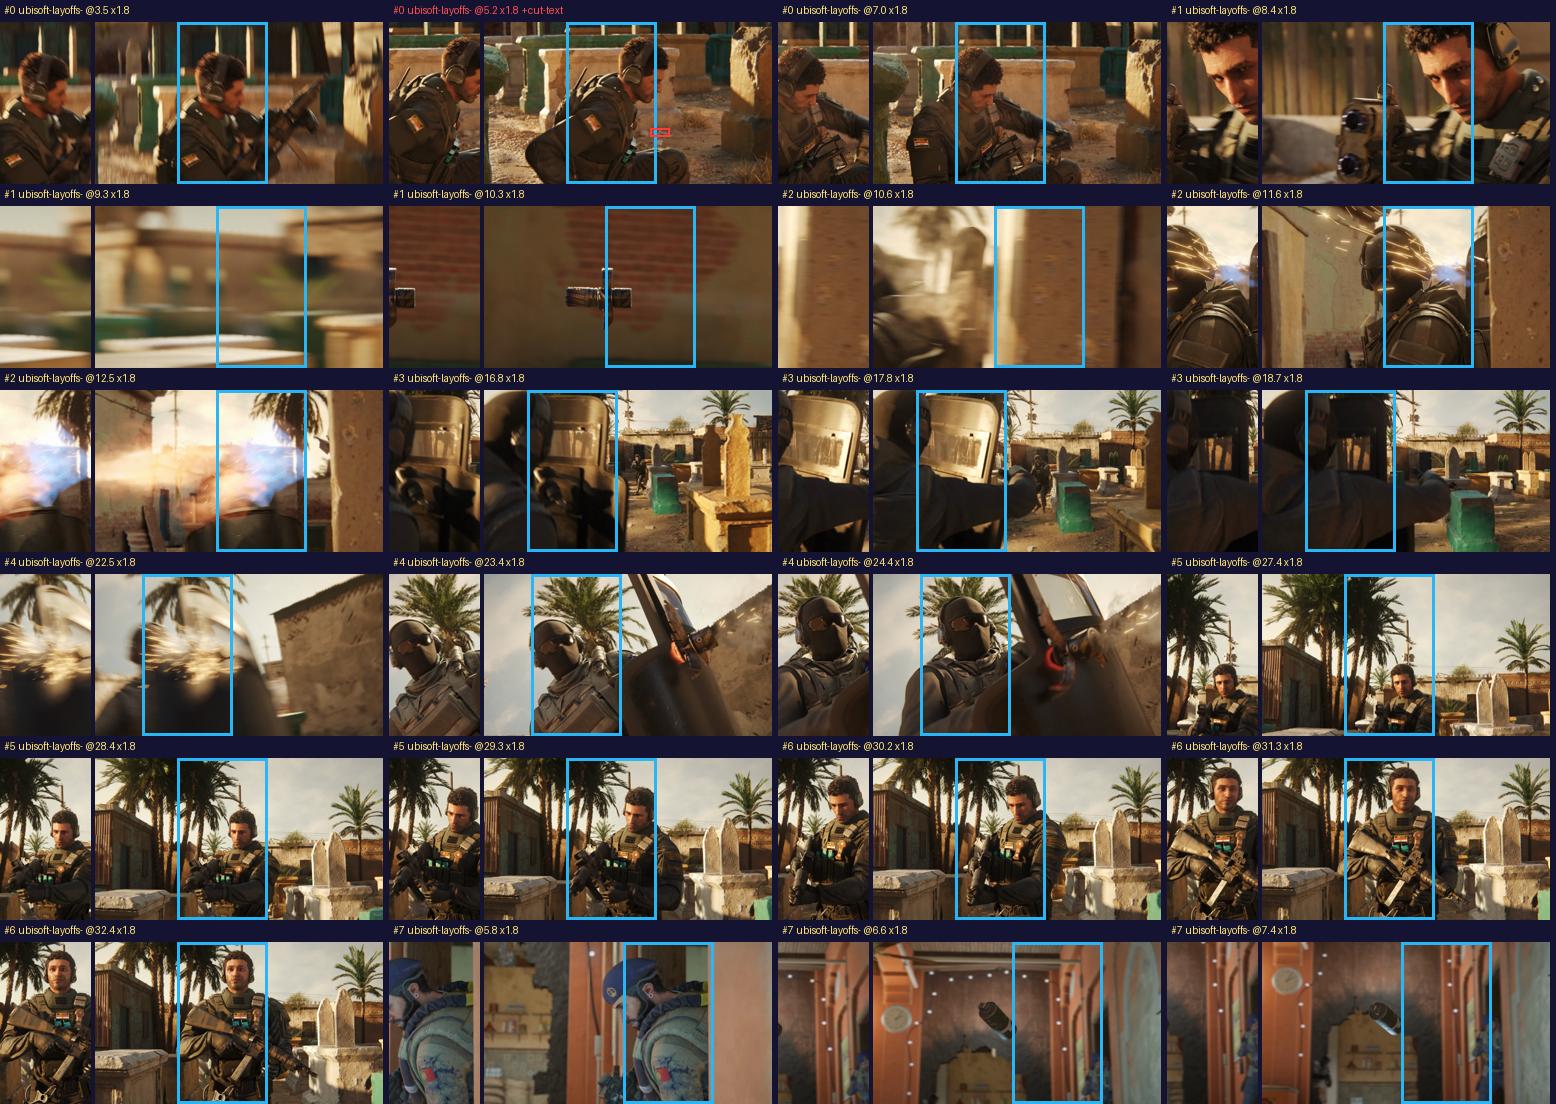 #0 ubisoft-layoffs- @3.5 x1.8
#0 ubisoft-layoffs- @5.2 x1.8 +cut-text
#0 ubisoft-layoffs- @7.0 x1.8
#1 ubisoft-layoffs- @8.4 x1.8
#1 ubisoft-layoffs- @9.3 x1.8
#1 ubisoft-layoffs- @10.3 x1.8
#2 ubisoft-layoffs- @10.6 x1.8
#2 ubisoft-layoffs- @11.6 x1.8
#2 ubisoft-layoffs- @12.5 x1.8
#3 ubisoft-layoffs- @16.8 x1.8
#3 ubisoft-layoffs- @17.8 x1.8
#3 ubisoft-layoffs- @18.7 x1.8
#4 ubisoft-layoffs- @22.5 x1.8
#4 ubisoft-layoffs- @23.4 x1.8
#4 ubisoft-layoffs- @24.4 x1.8
#5 ubisoft-layoffs- @27.4 x1.8
#5 ubisoft-layoffs- @28.4 x1.8
#5 ubisoft-layoffs- @29.3 x1.8
#6 ubisoft-layoffs- @30.2 x1.8
#6 ubisoft-layoffs- @31.3 x1.8
#6 ubisoft-layoffs- @32.4 x1.8
#7 ubisoft-layoffs- @5.8 x1.8
#7 ubisoft-layoffs- @6.6 x1.8
#7 ubisoft-layoffs- @7.4 x1.8